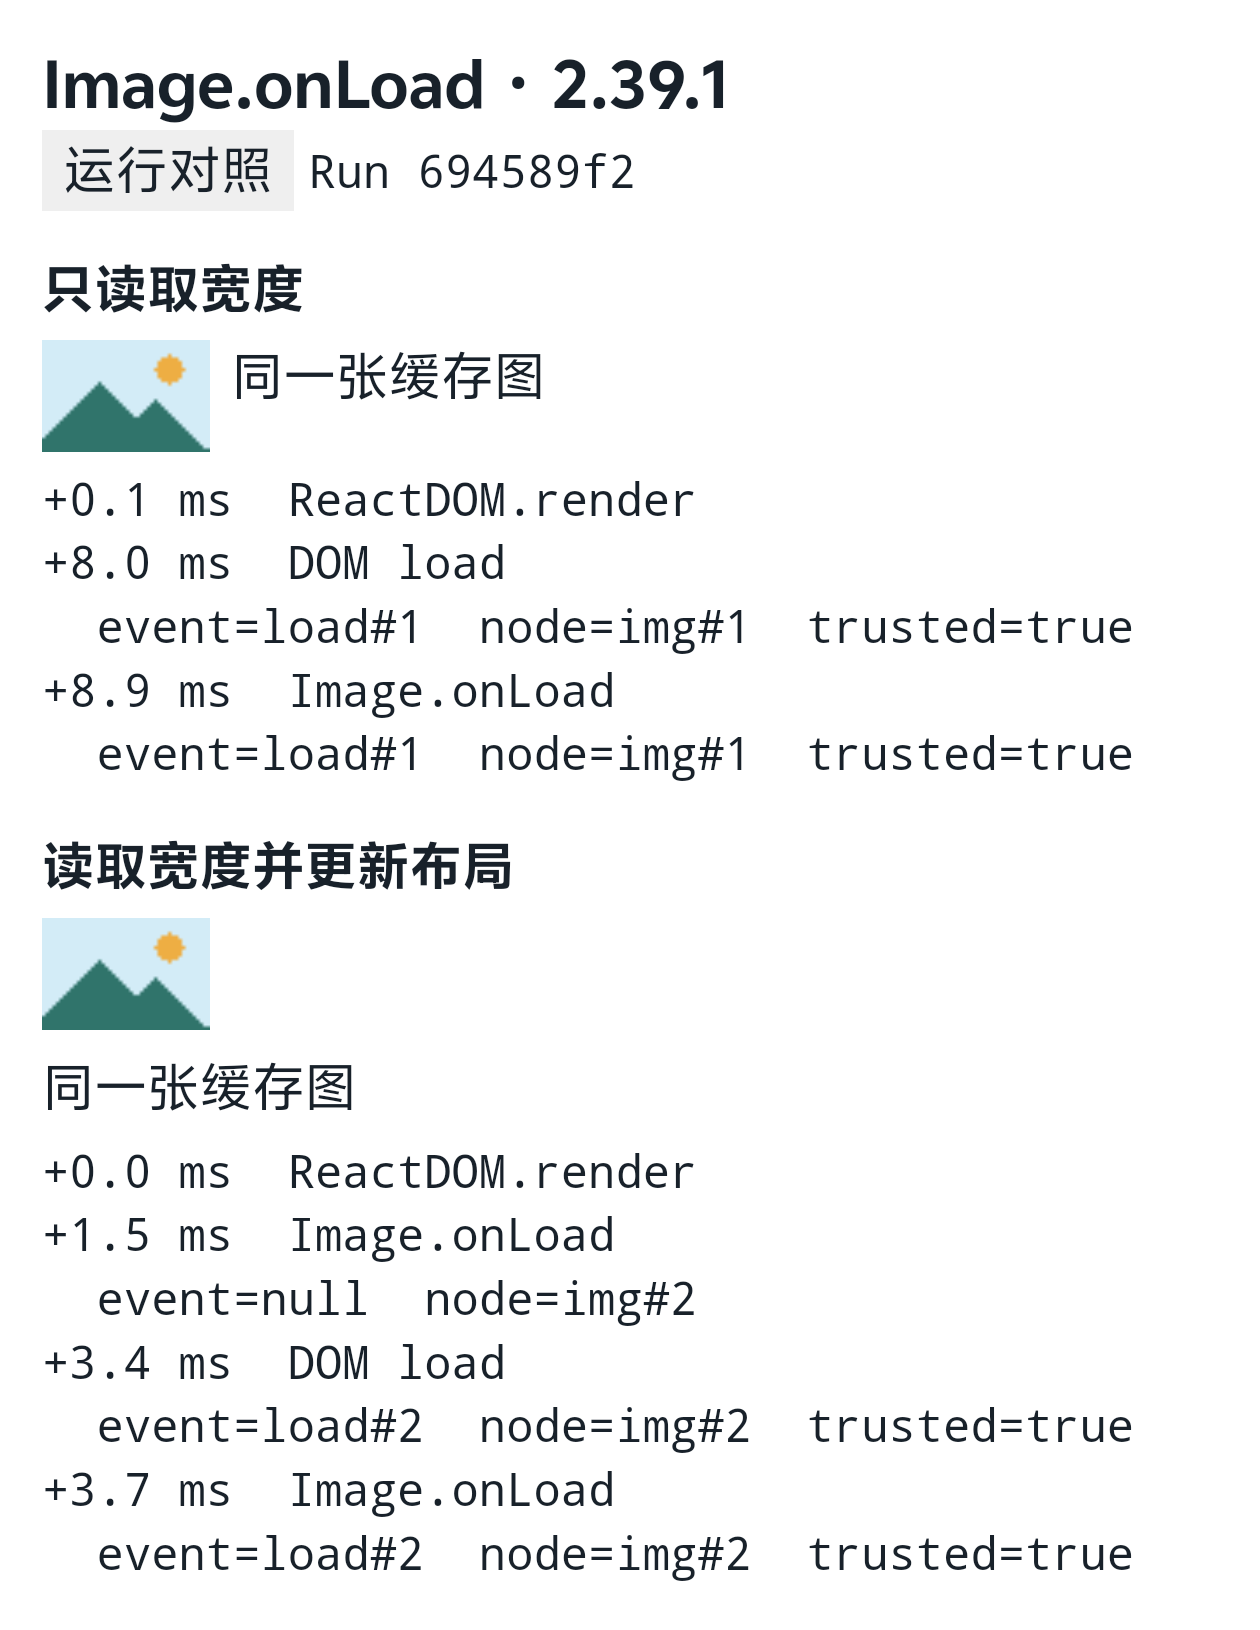 Image.onLoad · 2.39.1
运行对照 Run 694589f2
只读取宽度
同一张缓存图
+0.1 ms  ReactDOM.render
+8.0 ms  DOM load
event=load#1  node=img#1  trusted=true
+8.9 ms  Image.onLoad
event=load#1  node=img#1  trusted=true
读取宽度并更新布局
同一张缓存图
+0.0 ms  ReactDOM.render
+1.5 ms  Image.onLoad
event=null  node=img#2
+3.4 ms  DOM load
event=load#2  node=img#2  trusted=true
+3.7 ms  Image.onLoad
event=load#2  node=img#2  trusted=true